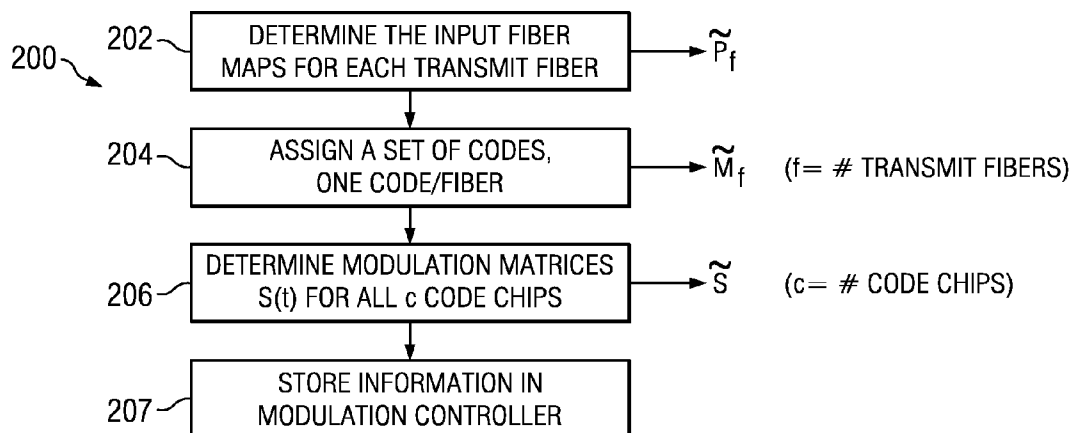 200
202
DETERMINE THE INPUT FIBER
MAPS FOR EACH TRANSMIT FIBER
P̃f
204
ASSIGN A SET OF CODES,
ONE CODE/FIBER
M̃f (f= # TRANSMIT FIBERS)
206
DETERMINE MODULATION MATRICES
S(t) FOR ALL c CODE CHIPS
S̃ (c= # CODE CHIPS)
207
STORE INFORMATION IN
MODULATION CONTROLLER